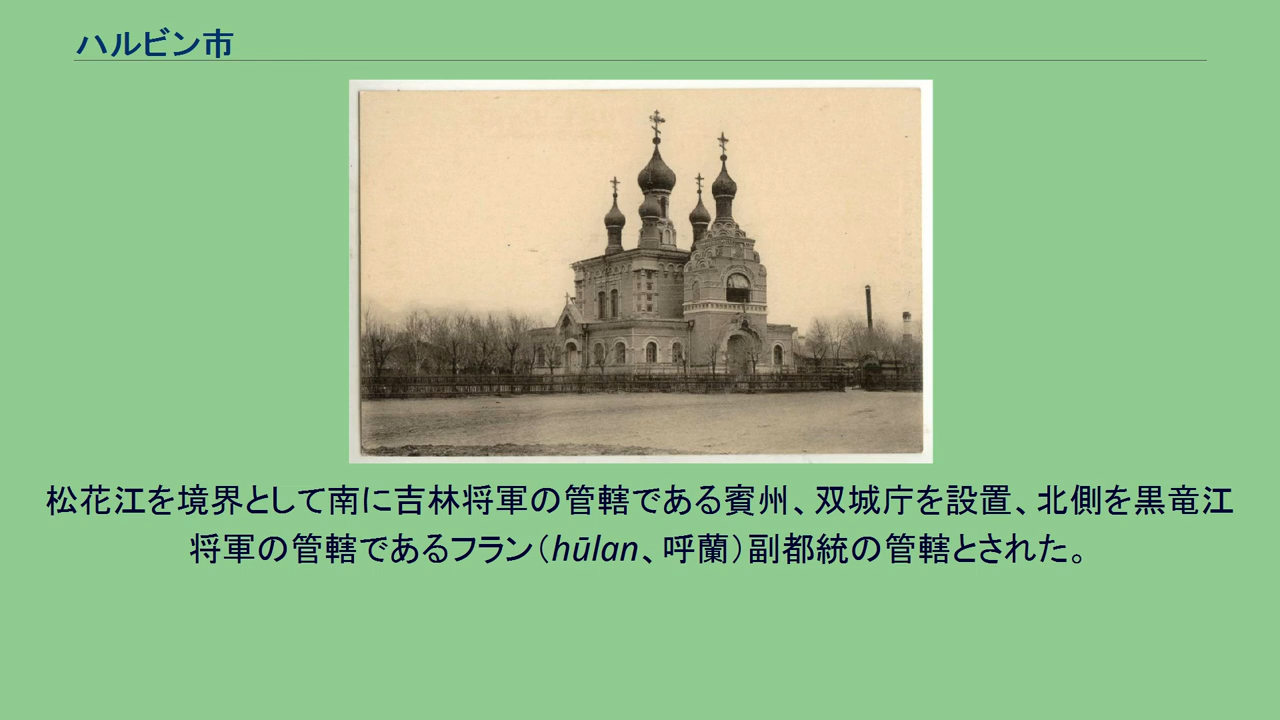 ハルビン市
松花江を境界として南に吉林将軍の管轄である賓州、双城庁を設置、北側を黒竜江
将軍の管轄であるフラン（hūlan、呼蘭）副都統の管轄とされた。